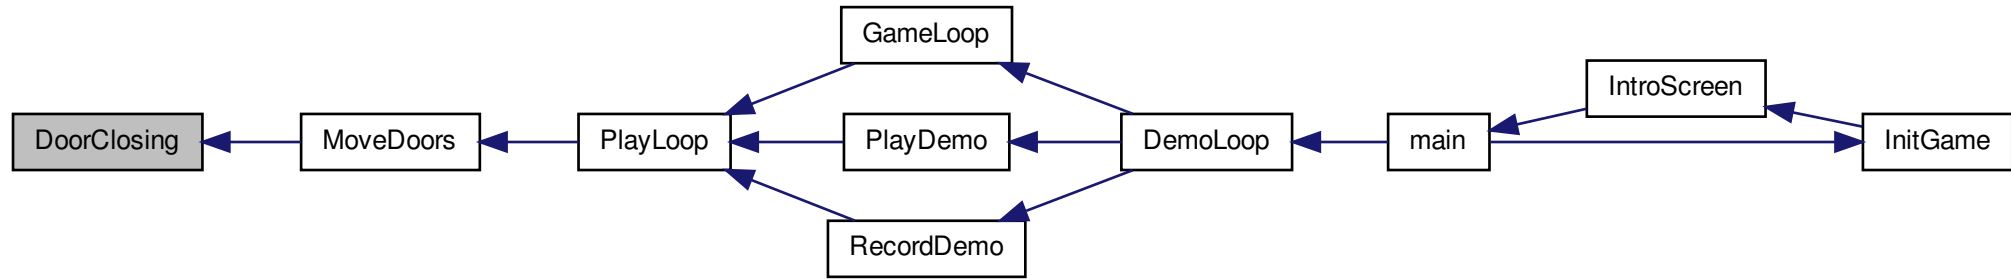 DoorClosing
MoveDoors
PlayLoop
GameLoop
PlayDemo
RecordDemo
DemoLoop
main
IntroScreen
InitGame